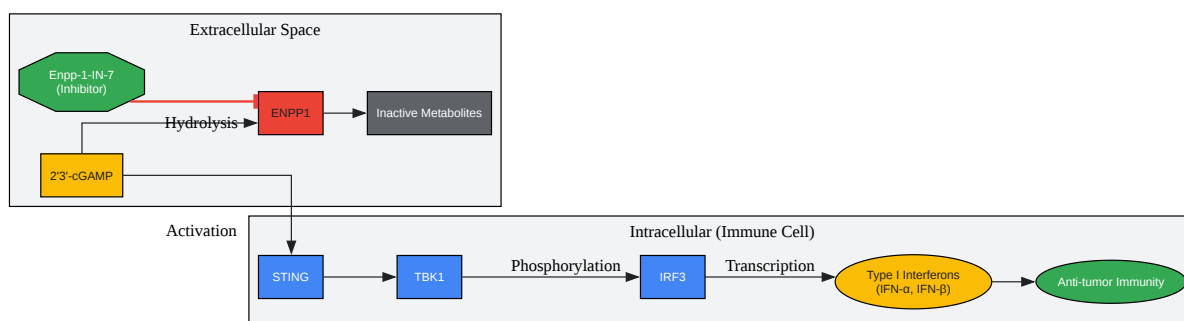 Extracellular Space
Enpp-1-IN-7
(Inhibitor)
ENPP1
Inactive Metabolites
Hydrolysis
2'3'-cGAMP
Activation
Intracellular (Immune Cell)
STING
TBK1
Phosphorylation
IRF3
Transcription
Type I Interferons
(IFN-α, IFN-β)
Anti-tumor Immunity